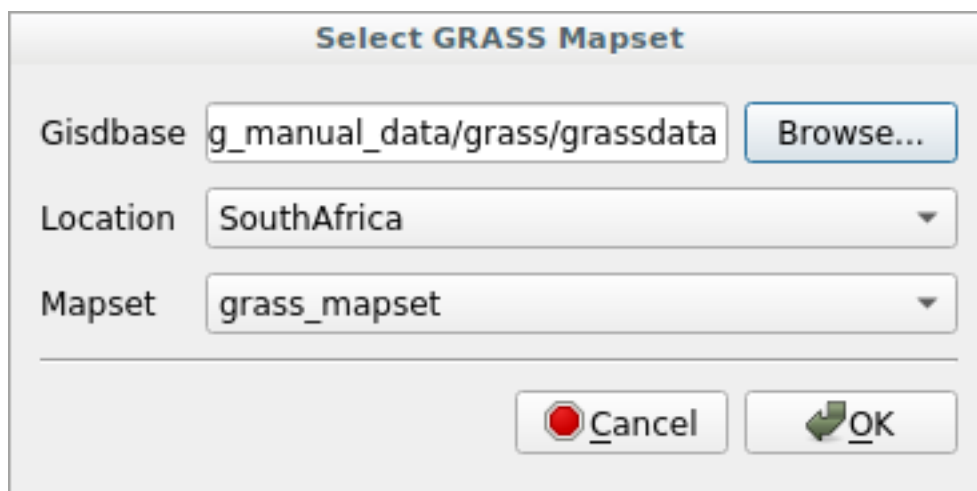 Select GRASS Mapset
Gisdbase g_manual_data/grass/grassdata Browse...
Location SouthAfrica
Mapset grass_mapset
Cancel OK